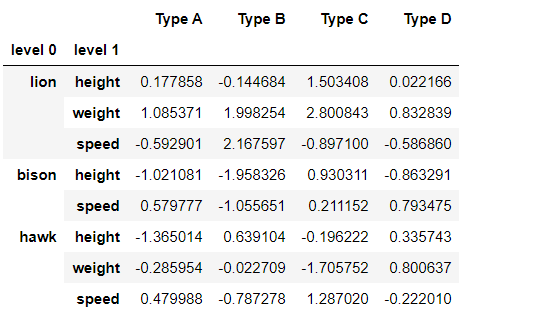 Type A Type B Type C Type D
level 0 level 1
lion height 0.177858 -0.144684 1.503408 0.022166
weight 1.085371 1.998254 2.800843 0.832839
speed -0.592901 2.167597 -0.897100 -0.586860
bison height -1.021081 -1.958326 0.930311 -0.863291
speed 0.579777 -1.055651 0.211152 0.793475
hawk height -1.365014 0.639104 -0.196222 0.335743
weight -0.285954 -0.022709 -1.705752 0.800637
speed 0.479988 -0.787278 1.287020 -0.222010